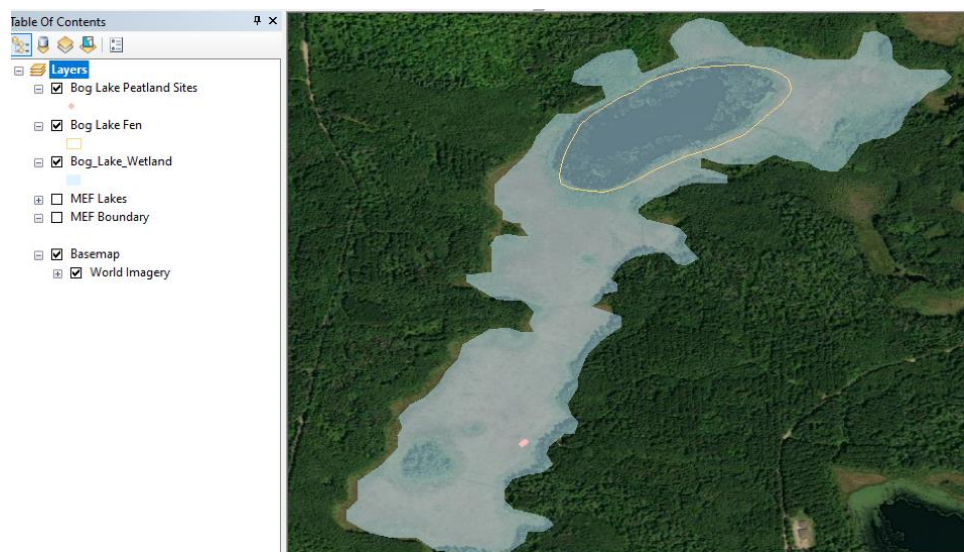 Table Of Contents
Layers
Bog Lake Peatland Sites
Bog Lake Fen
Bog_Lake_Wetland
MEF Lakes
MEF Boundary
Basemap
World Imagery